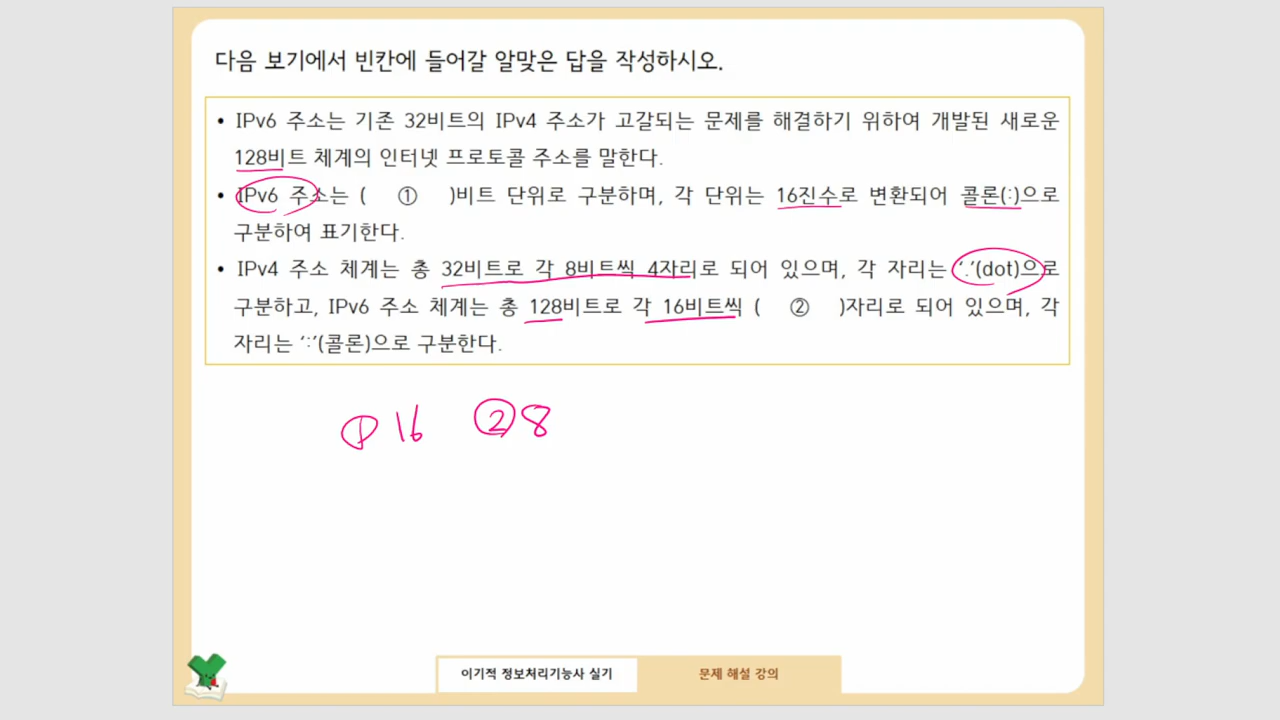 다음 보기에서 빈칸에 들어갈 알맞은 답을 작성하시오.
• IPv6 주소는 기존 32비트의 IPv4 주소가 고갈되는 문제를 해결하기 위하여 개발된 새로운
128비트 체계의 인터넷 프로토콜 주소를 말한다.
• IPv6 주소는 ( ① )비트 단위로 구분하며, 각 단위는 16진수로 변환되어 콜론(:)으로
구분하여 표기한다.
• IPv4 주소 체계는 총 32비트로 각 8비트씩 4자리로 되어 있으며, 각 자리는 ‘.’(dot)으로
구분하고, IPv6 주소 체계는 총 128비트로 각 16비트씩 ( ② )자리로 되어 있으며, 각
자리는 ‘:’(콜론)으로 구분한다.
① 16 ② 8
이기적 정보처리기능사 실기 문제 해설 강의